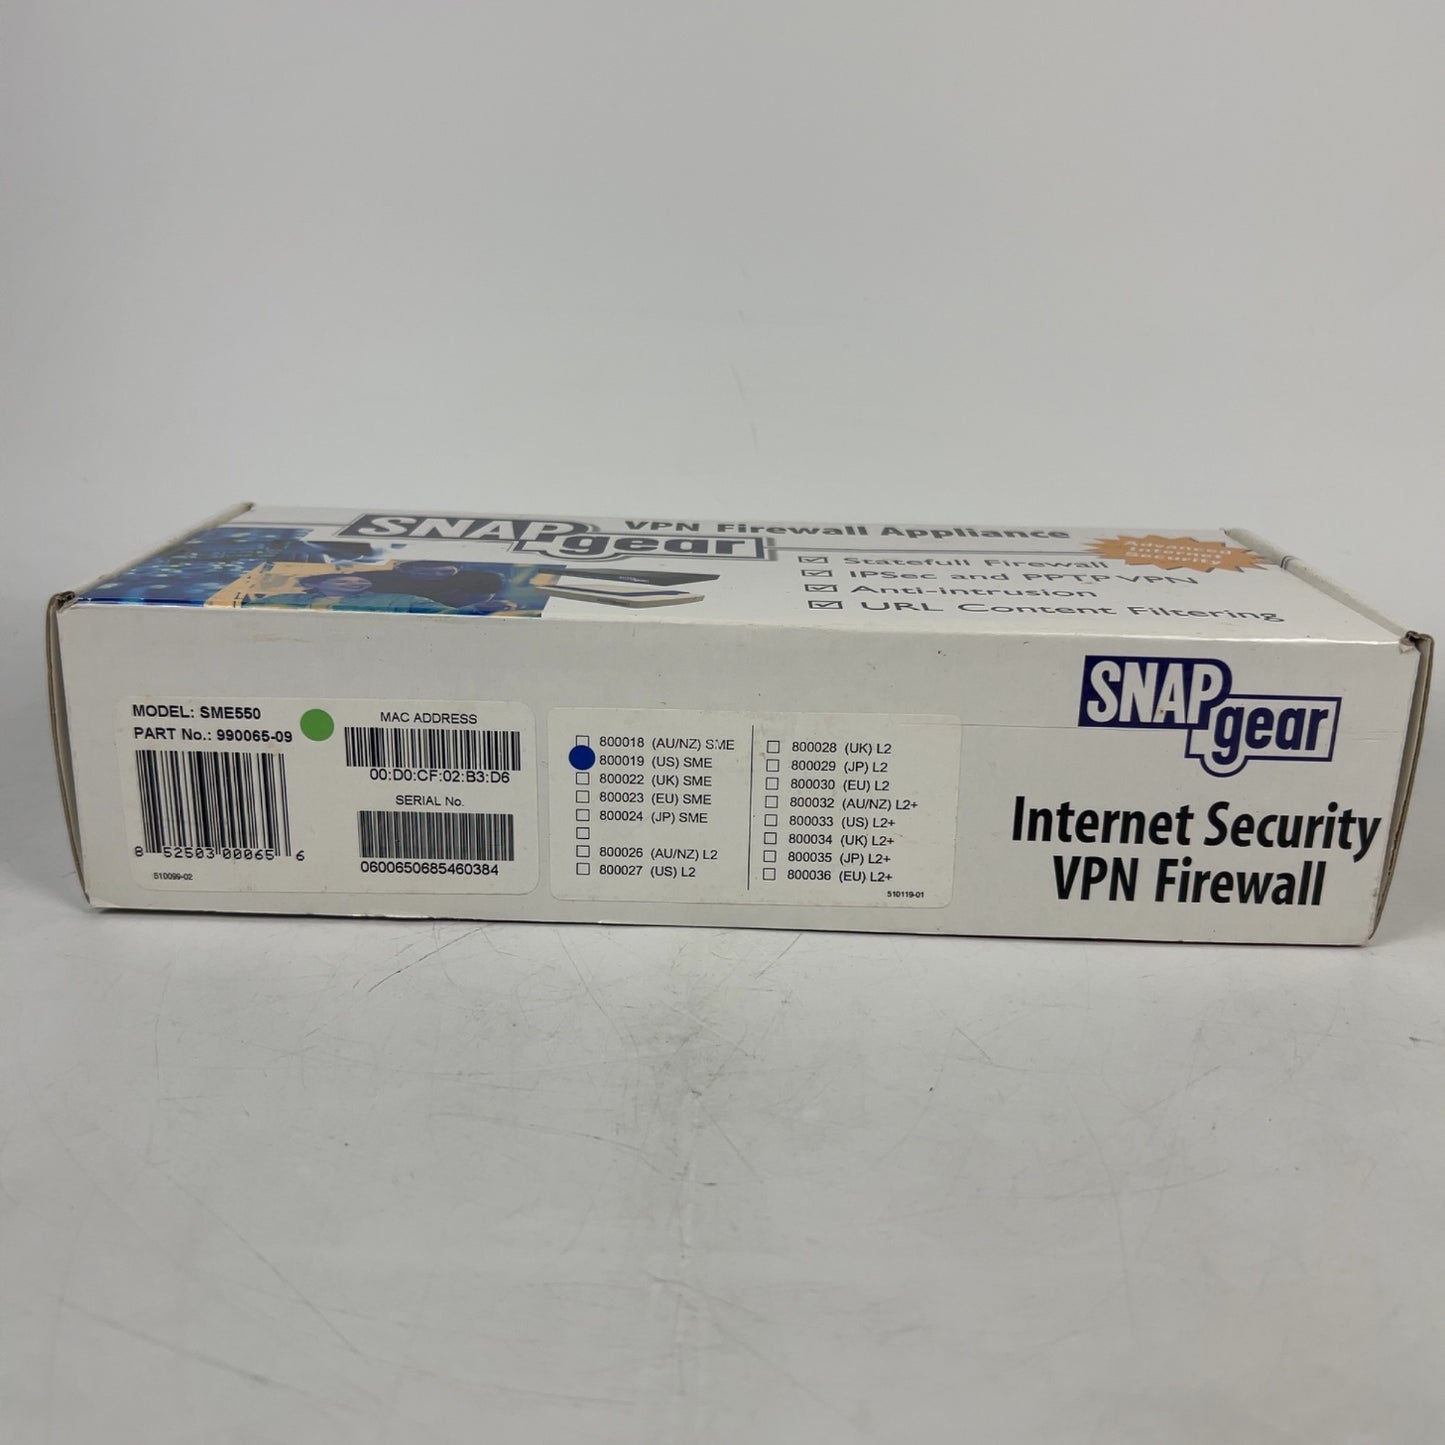 SNAP gear
VPN Firewall Appliance
Statefull Firewall
IPSec and PPTP VPN
Anti-intrusion
URL Content Filtering
Advanced
Security
MODEL: SME550
PART No.: 990065-09
8 52503 00065 6
510099-02
MAC ADDRESS
00:D0:CF:02:B3:D6
SERIAL No.
0600650685460384
800018 (AU/NZ) SME
800019 (US) SME
800022 (UK) SME
800023 (EU) SME
800024 (JP) SME
800026 (AU/NZ) L2
800027 (US) L2
800028 (UK) L2
800029 (JP) L2
800030 (EU) L2
800032 (AU/NZ) L2+
800033 (US) L2+
800034 (UK) L2+
800035 (JP) L2+
800036 (EU) L2+
510119-01
SNAP gear
Internet Security
VPN Firewall